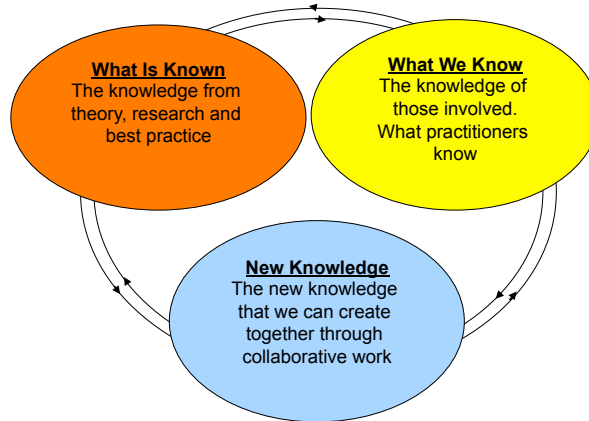 What Is Known
The knowledge from
theory, research and
best practice
What We Know
The knowledge of
those involved.
What practitioners
know
New Knowledge
The new knowledge
that we can create
together through
collaborative work